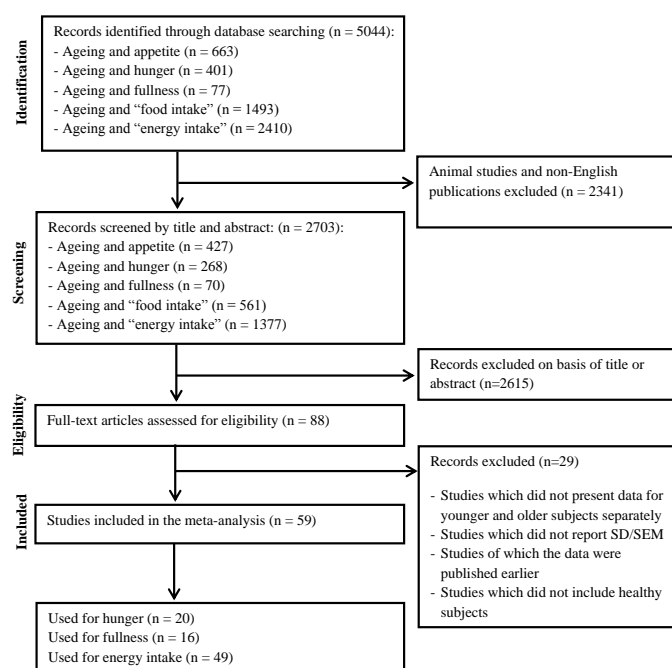 Identification
Records identified through database searching (n = 5044):
- Ageing and appetite (n = 663)
- Ageing and hunger (n = 401)
- Ageing and fullness (n = 77)
- Ageing and “food intake” (n = 1493)
- Ageing and “energy intake” (n = 2410)
Animal studies and non-English
publications excluded (n = 2341)
Screening
Records screened by title and abstract: (n = 2703):
- Ageing and appetite (n = 427)
- Ageing and hunger (n = 268)
- Ageing and fullness (n = 70)
- Ageing and “food intake” (n = 561)
- Ageing and “energy intake” (n = 1377)
Records excluded on basis of title or
abstract (n=2615)
Eligibility
Full-text articles assessed for eligibility (n = 88)
Records excluded (n=29)
- Studies which did not present data for
younger and older subjects separately
- Studies which did not report SD/SEM
- Studies of which the data were
published earlier
- Studies which did not include healthy
subjects
Included
Studies included in the meta-analysis (n = 59)
Used for hunger (n = 20)
Used for fullness (n = 16)
Used for energy intake (n = 49)